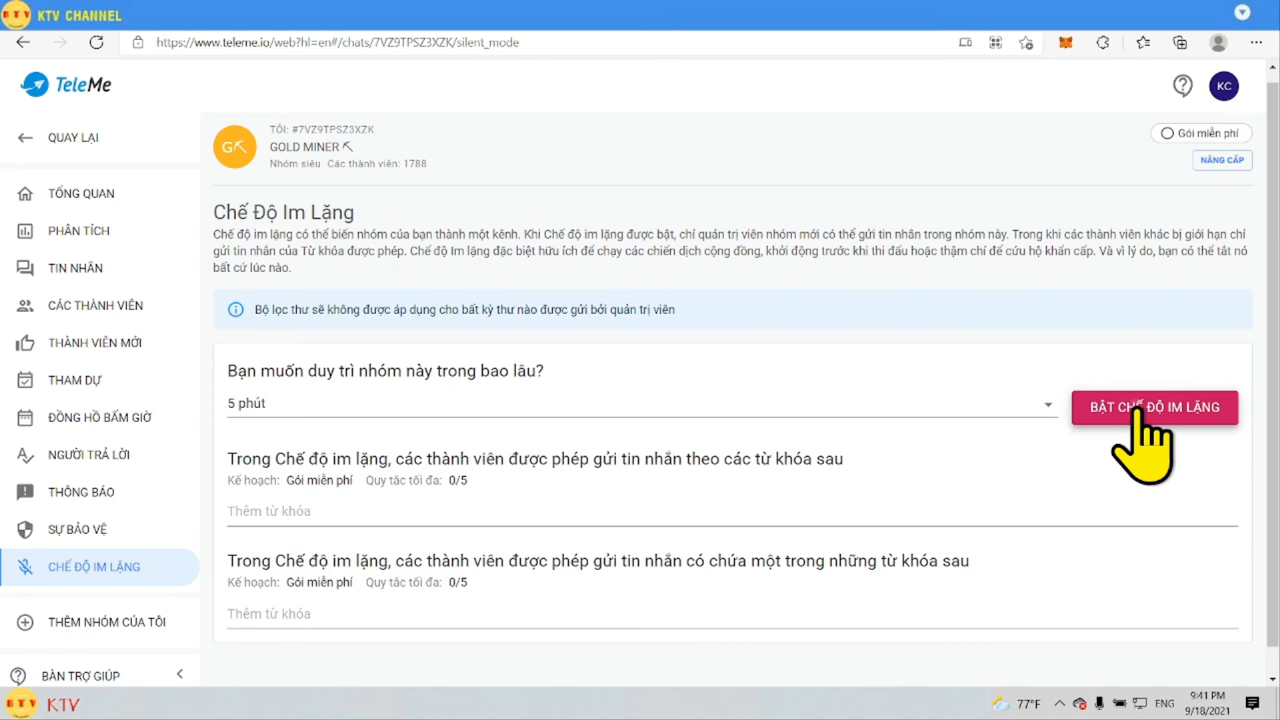 KTV CHANNEL
https://www.teleme.io/web?hl=en#/chats/7VZ9TPSZ3XZK/silent_mode
TeleMe
KC
QUAY LẠI
TÔI: #7VZ9TPSZ3XZK
GOLD MINER ⛏
Nhóm siêu Các thành viên: 1788
G⛏
Gói miễn phí
NÂNG CẤP
TỔNG QUAN
PHÂN TÍCH
TIN NHẮN
CÁC THÀNH VIÊN
THÀNH VIÊN MỚI
THAM DỰ
ĐỒNG HỒ BẤM GIỜ
NGƯỜI TRẢ LỜI
THÔNG BÁO
SỰ BẢO VỆ
CHẾ ĐỘ IM LẶNG
THÊM NHÓM CỦA TÔI
BÀN TRỢ GIÚP
Chế Độ Im Lặng
Chế độ im lặng có thể biến nhóm của bạn thành một kênh. Khi Chế độ im lặng được bật, chỉ quản trị viên nhóm mới có thể gửi tin nhắn trong nhóm này. Trong khi các thành viên khác bị giới hạn chỉ
gửi tin nhắn của Từ khóa được phép. Chế độ Im lặng đặc biệt hữu ích để chạy các chiến dịch cộng đồng, khởi động trước khi thi đấu hoặc thậm chí để cứu hộ khẩn cấp. Và vì lý do, bạn có thể tắt nó
bất cứ lúc nào.
Bộ lọc thư sẽ không được áp dụng cho bất kỳ thư nào được gửi bởi quản trị viên
Bạn muốn duy trì nhóm này trong bao lâu?
5 phút
BẬT CHẾ ĐỘ IM LẶNG
Trong Chế độ im lặng, các thành viên được phép gửi tin nhắn theo các từ khóa sau
Kế hoạch: Gói miễn phí Quy tắc tối đa: 0/5
Thêm từ khóa
Trong Chế độ im lặng, các thành viên được phép gửi tin nhắn có chứa một trong những từ khóa sau
Kế hoạch: Gói miễn phí Quy tắc tối đa: 0/5
Thêm từ khóa
KTV
77°F
ENG
9:41 PM
9/18/2021